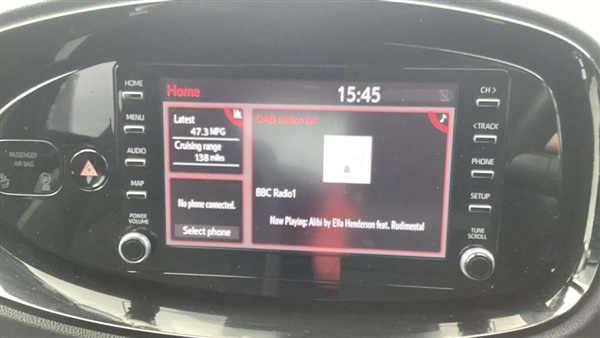 HOME
MENU
AUDIO
MAP
POWER
VOLUME
PASSENGER
AIR BAG
Home
15:45
Latest
47.3 MPG
Cruising range
138 miles
No phone connected.
Select phone
DAB station list
BBC Radio1
Now Playing: Alibi by Ella Henderson feat. Rudimental
CH >
< TRACK
PHONE
SETUP
TUNE
SCROLL